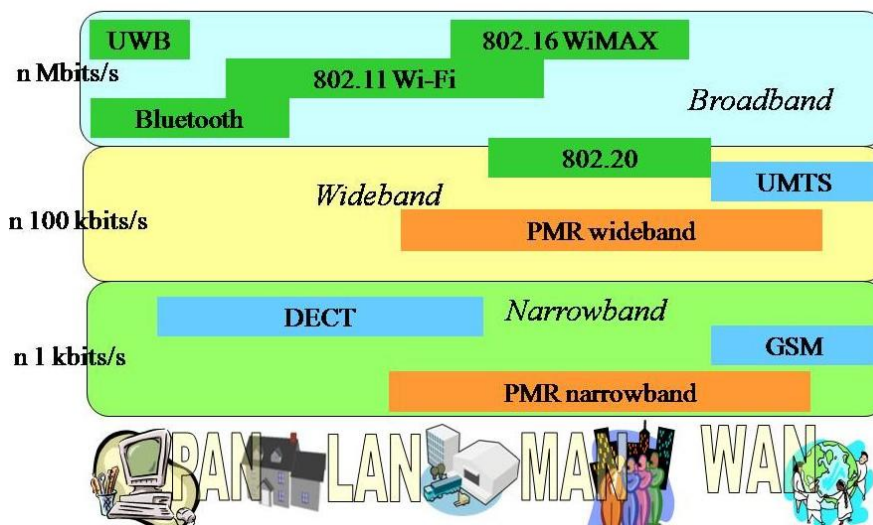 UWB
802.16 WiMAX
n Mbits/s
802.11 Wi-Fi
Broadband
Bluetooth
802.20
UMTS
Wideband
n 100 kbits/s
PMR wideband
DECT
Narrowband
GSM
n 1 kbits/s
PMR narrowband
PAN LAN MAN WAN